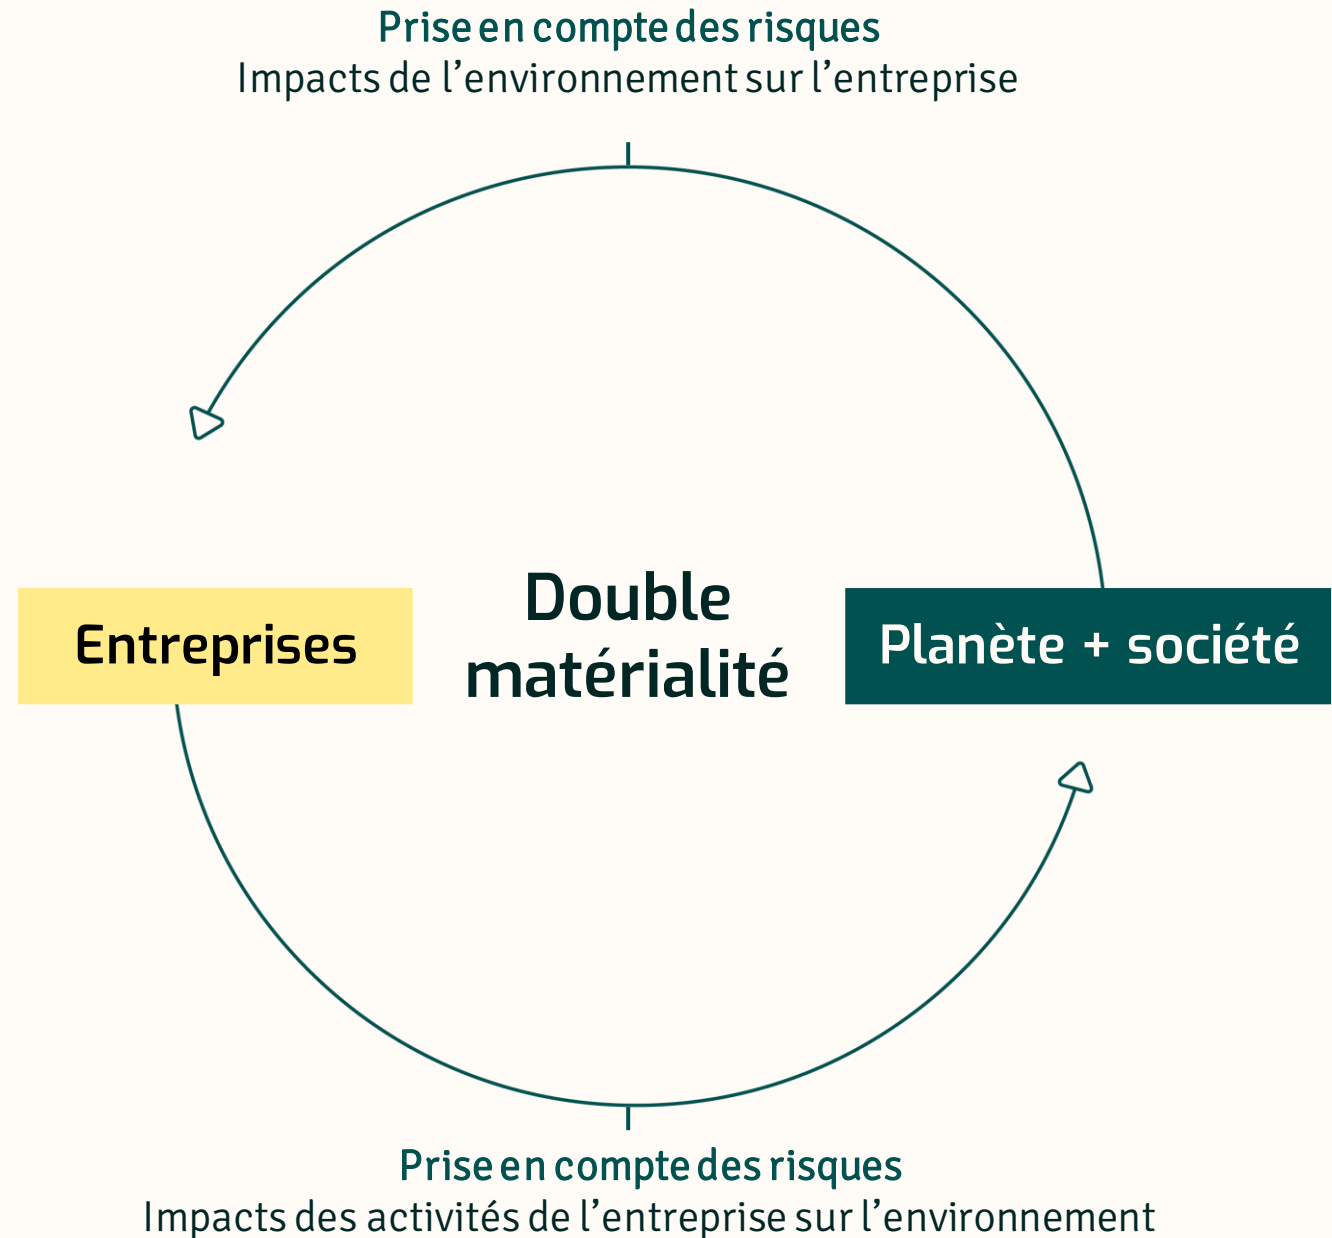 Prise en compte des risques
Impacts de l’environnement sur l’entreprise
Entreprises
Double
matérialité
Planète + société
Prise en compte des risques
Impacts des activités de l’entreprise sur l’environnement